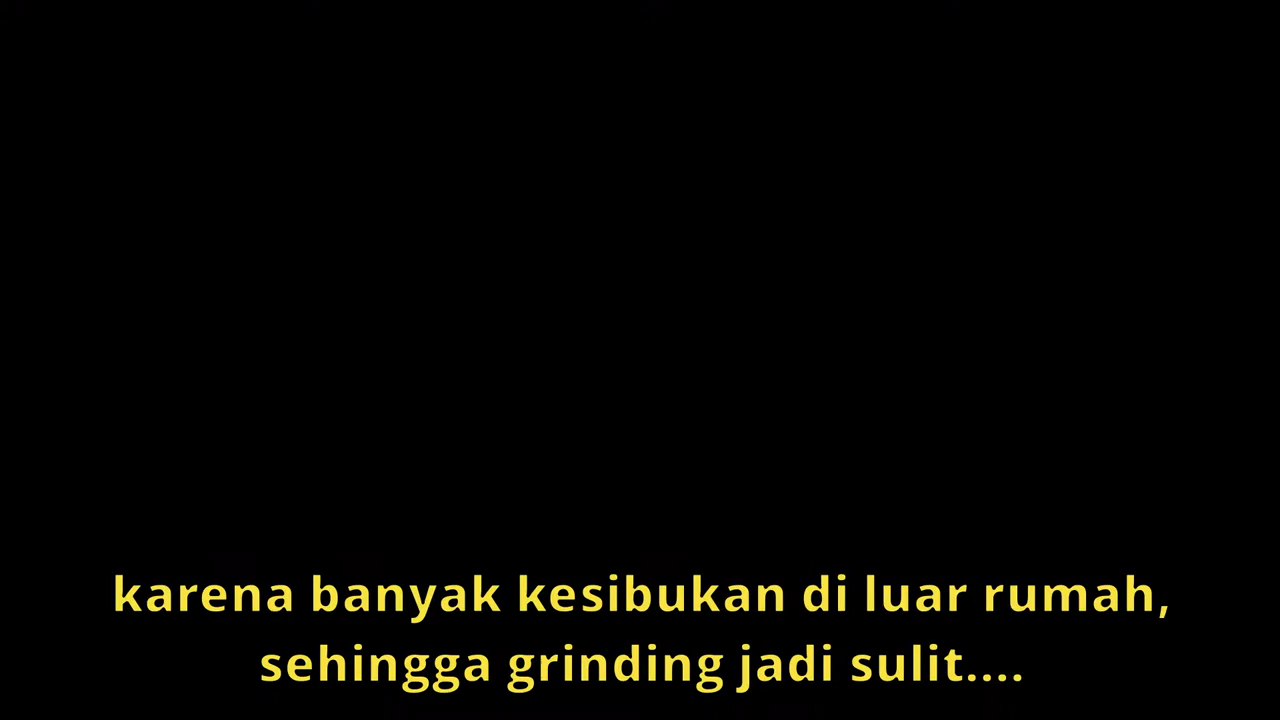 karena banyak kesibukan di luar rumah,
sehingga grinding jadi sulit....